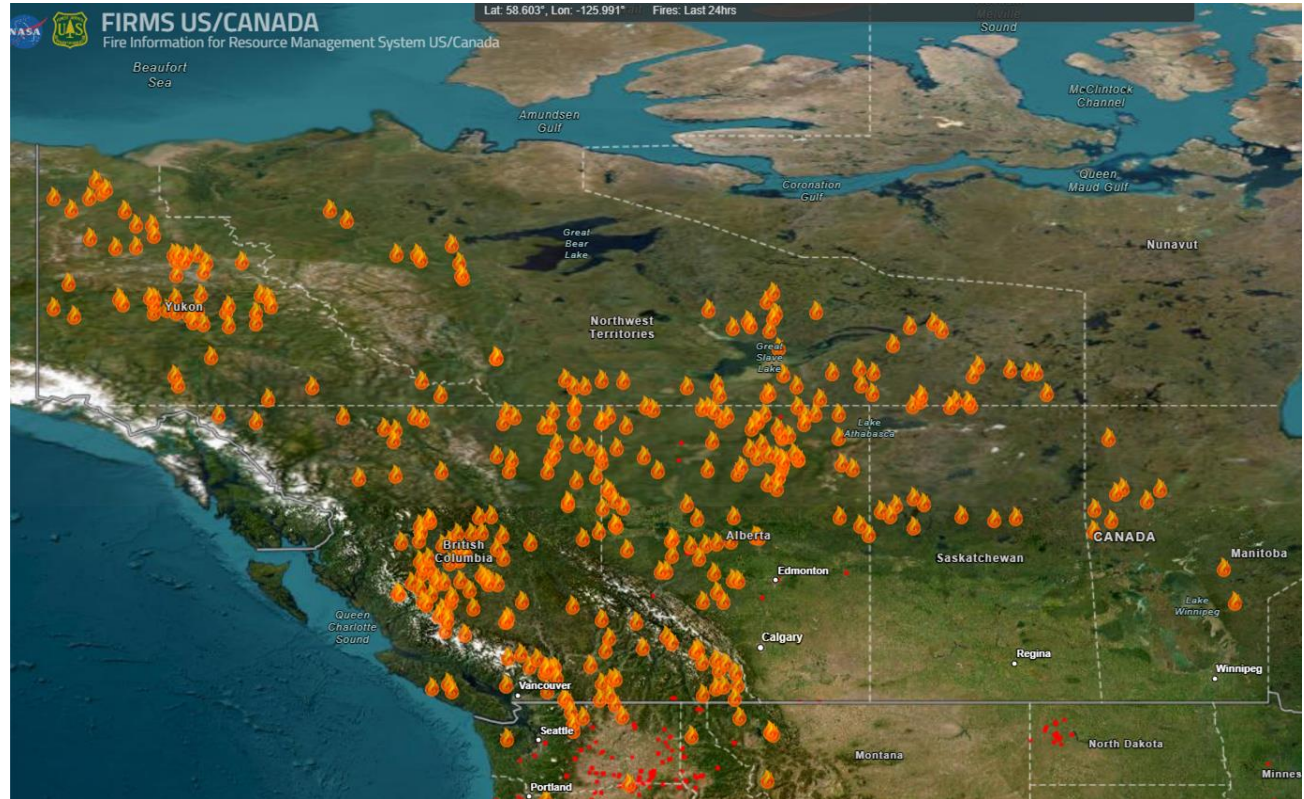 Lat: 58.603°, Lon: -125.991° Fires: Last 24hrs
NASA
FIRMS US/CANADA
Fire Information for Resource Management System US/Canada
Beaufort
Sea
Sound
McClintock
Channel
Amundsen
Gulf
Coronation
Gulf
Queen
Maud Gulf
Great
Bear
Lake
Nunavut
Yukon
Northwest
Territories
Great
Slave
Lake
Lake
Athabasca
British
Columbia
Alberta
Saskatchewan
CANADA
Manitoba
Edmonton
Queen
Charlotte
Sound
Lake
Winnipeg
Calgary
Regina
Winnipeg
Vancouver
Seattle
Montana
North Dakota
Minnes
Portland